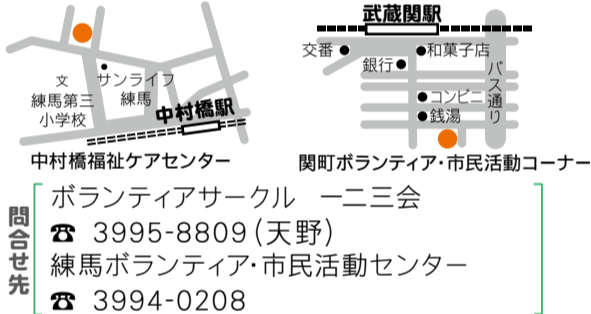 サンライフ
練馬
文
練馬第三
小学校
中村橋駅
中村橋福祉ケアセンター
武蔵関駅
交番
和菓子店
銀行
バス通り
コンビニ
銭湯
関町ボランティア・市民活動コーナー
問合せ先
ボランティアサークル 一二三会
☎ 3995-8809(天野)
練馬ボランティア・市民活動センター
☎ 3994-0208